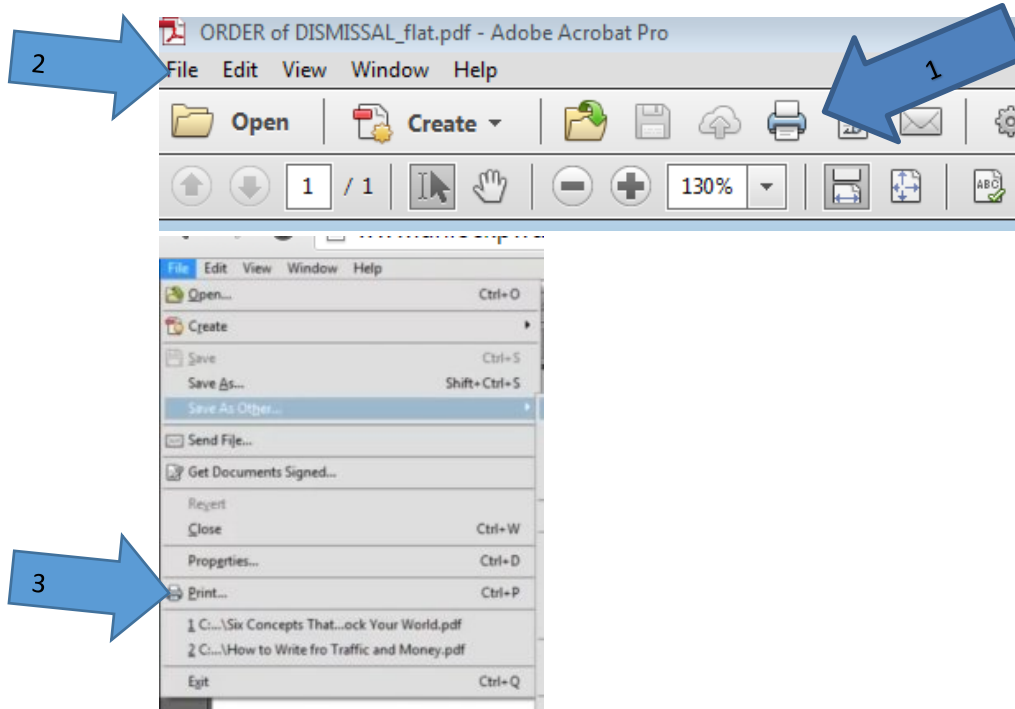 ORDER of DISMISSAL_flat.pdf - Adobe Acrobat Pro
2
File Edit View Window Help
1
Open Create
1 / 1 130% ABC
File Edit View Window Help
Open... Ctrl+O
Create
Save Ctrl+S
Save As... Shift+Ctrl+S
Save As Other...
Send File...
Get Documents Signed...
Revert
Close Ctrl+W
Properties... Ctrl+D
3
Print... Ctrl+P
1 C:...\Six Concepts That...ock Your World.pdf
2 C:...\How to Write fro Traffic and Money.pdf
Exit Ctrl+Q